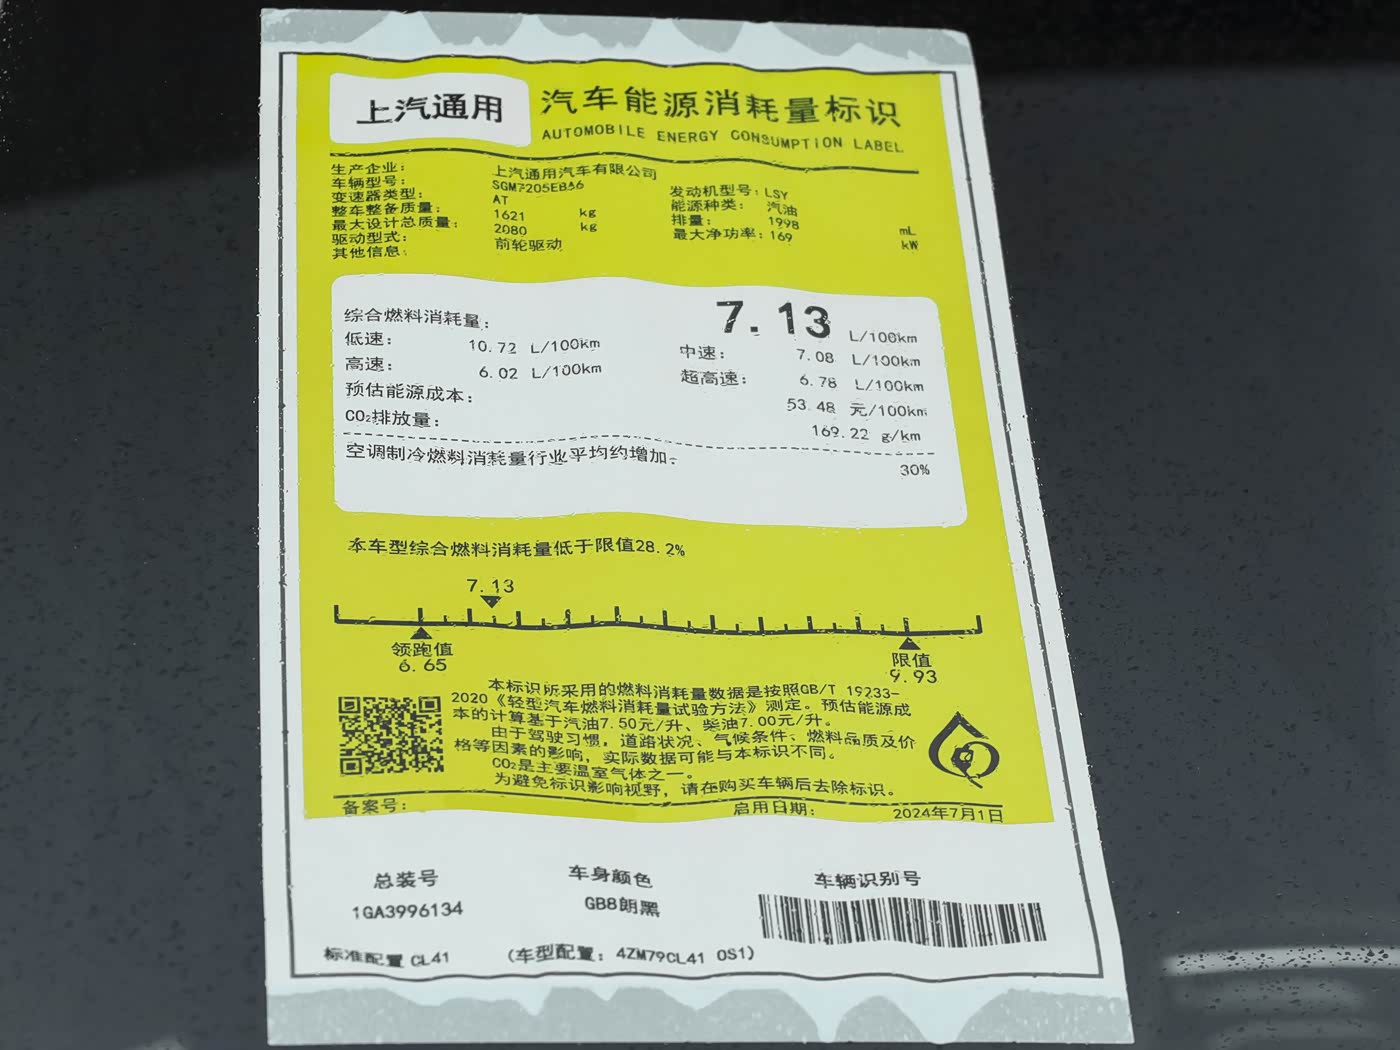 上汽通用
汽车能源消耗量标识
AUTOMOBILE ENERGY CONSUMPTION LABEL
生产企业： 上汽通用汽车有限公司
车辆型号： SGM7205EBA6 发动机型号：LSY
变速器类型： AT 能源种类： 汽油
整车整备质量： 1621 kg 排量： 1998 mL
最大设计总质量： 2080 kg 最大净功率：169 kW
驱动型式： 前轮驱动
其他信息：
综合燃料消耗量： 7.13 L/100km
低速： 10.72 L/100km 中速： 7.08 L/100km
高速： 6.02 L/100km 超高速： 6.78 L/100km
预估能源成本： 53.48 元/100km
CO₂排放量： 169.22 g/km
空调制冷燃料消耗量行业平均约增加： 30%
本车型综合燃料消耗量低于限值28.2%
7.13
领跑值 限值
6.65 9.93
本标识所采用的燃料消耗量数据是按照GB/T 19233-
2020《轻型汽车燃料消耗量试验方法》测定。预估能源成
本的计算基于汽油7.50元/升、柴油7.00元/升。
由于驾驶习惯，道路状况、气候条件、燃料品质及价
格等因素的影响，实际数据可能与本标识不同。
CO₂是主要温室气体之一。
为避免标识影响视野，请在购买车辆后去除标识。
备案号： 启用日期： 2024年7月1日
总装号 车身颜色 车辆识别号
1GA3996134 GB8朗黑
标准配置 CL41 （车型配置：4ZM79CL41 OS1）